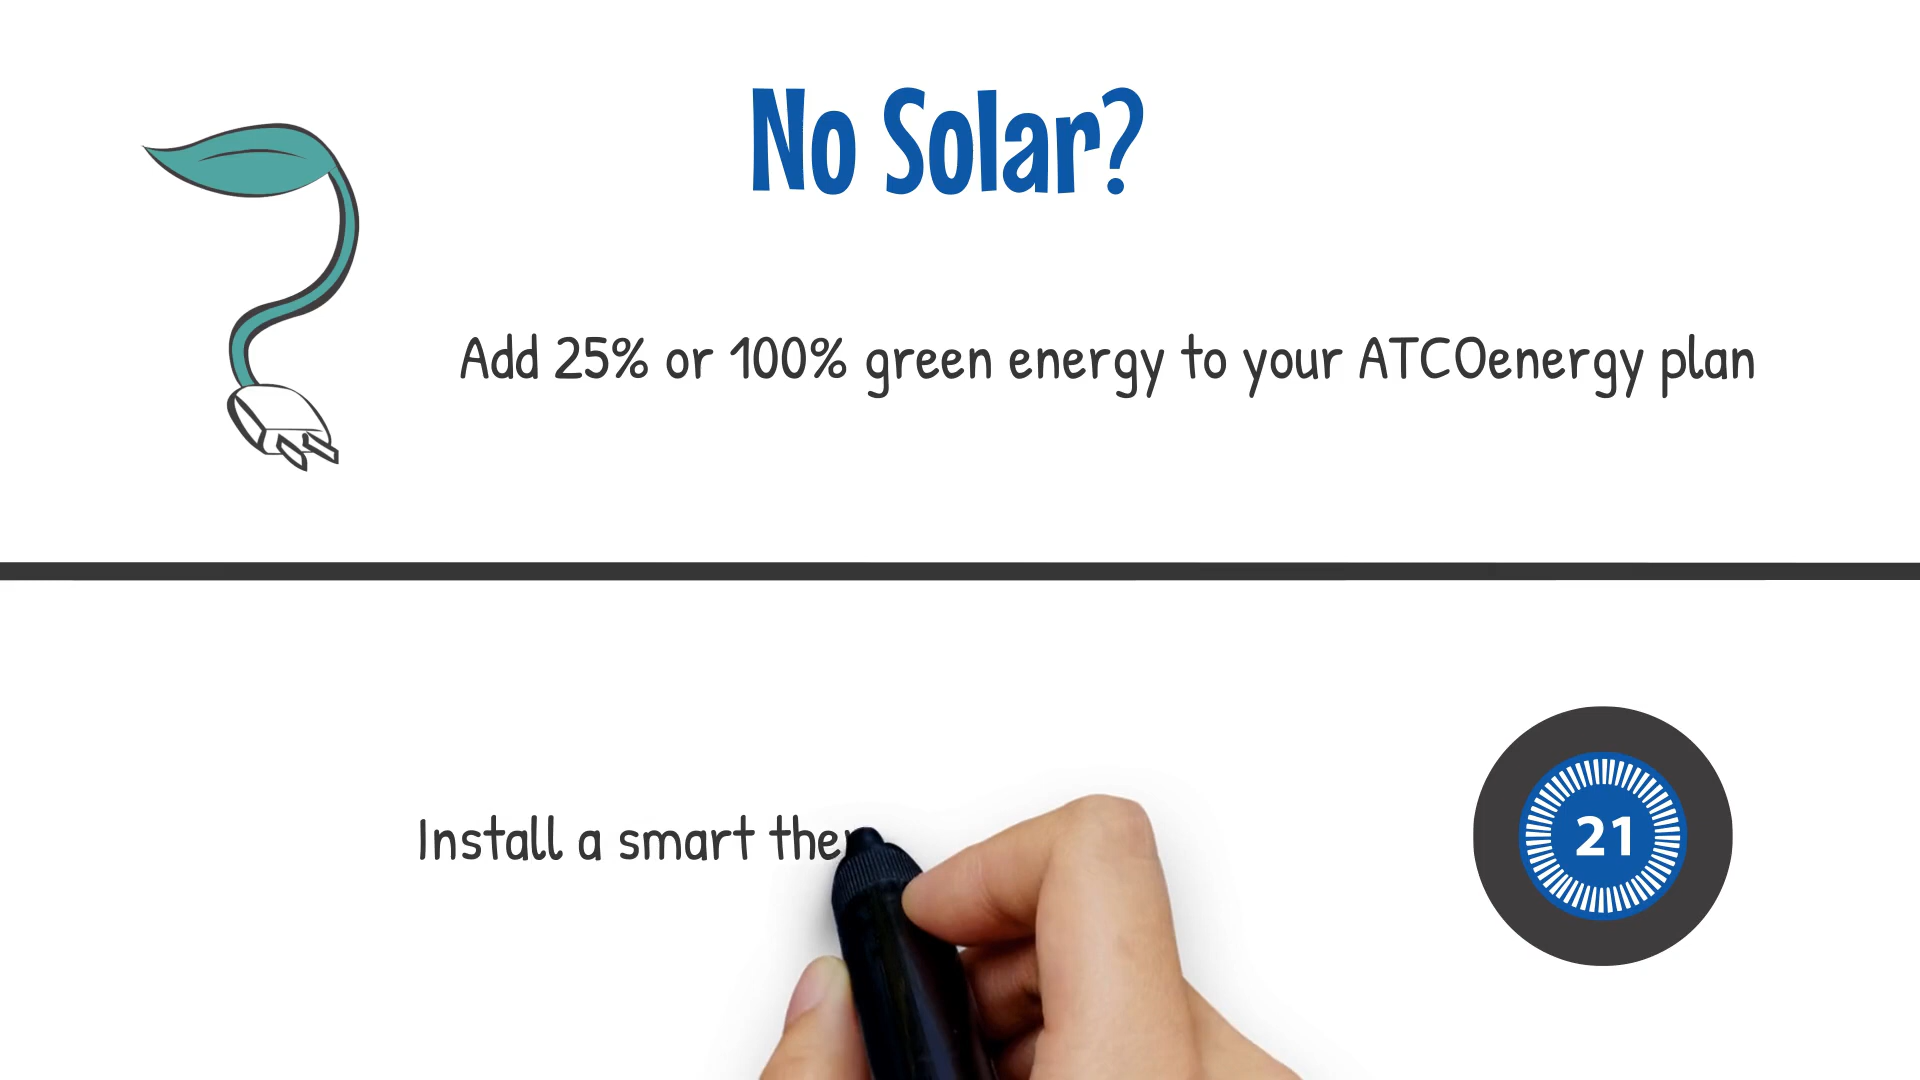 No Solar?
Add 25% or 100% green energy to your ATCOenergy plan
Install a smart the
21